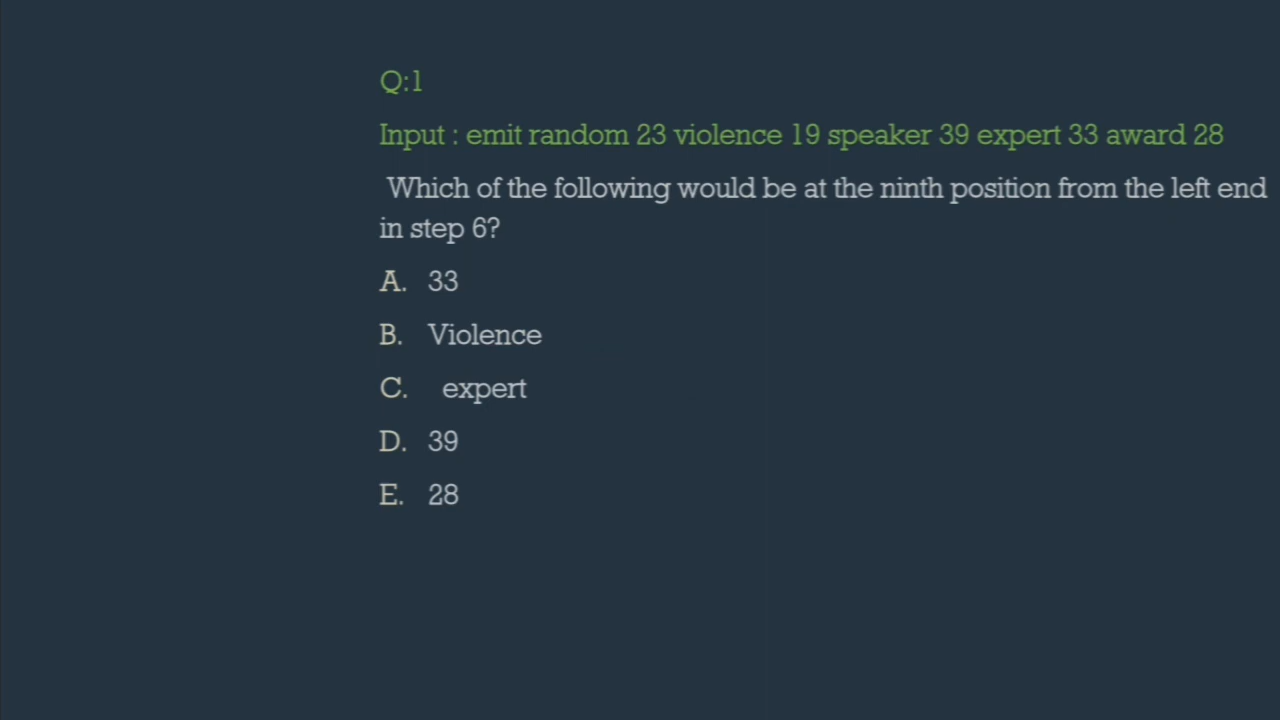 Q:1
Input : emit random 23 violence 19 speaker 39 expert 33 award 28
Which of the following would be at the ninth position from the left end
in step 6?
A. 33
B. Violence
C. expert
D. 39
E. 28